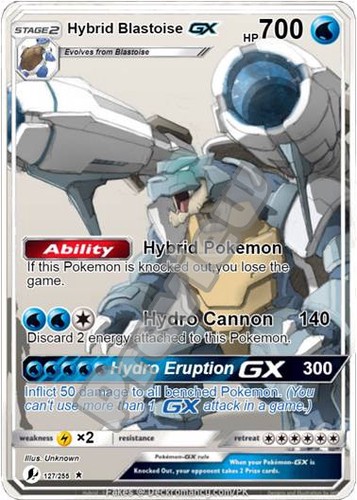 STAGE2 Hybrid Blastoise GX HP 700
Evolves from Blastoise
Ability Hybrid Pokemon
If this Pokemon is knocked out you lose the
game.
Hydro Cannon 140
Discard 2 energy attached to this Pokemon.
Hydro Eruption GX 300
Inflict 50 damage to all benched Pokemon. (You
can't use more than 1 GX attack in a game.)
weakness ×2 resistance retreat
Illus: Unknown
127/255
Pokémon-GX rule
When your Pokémon-GX is
Knocked Out, your opponent takes 2 Prize cards.
Fakes @ Deckromancu.com/PK